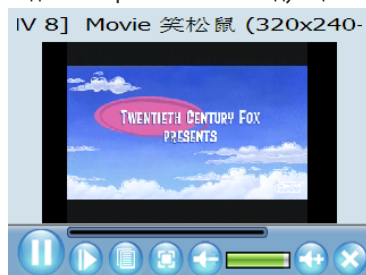 IV 8] Movie 笑松鼠 (320x240-
TWENTIETH CENTURY FOX
PRESENTS